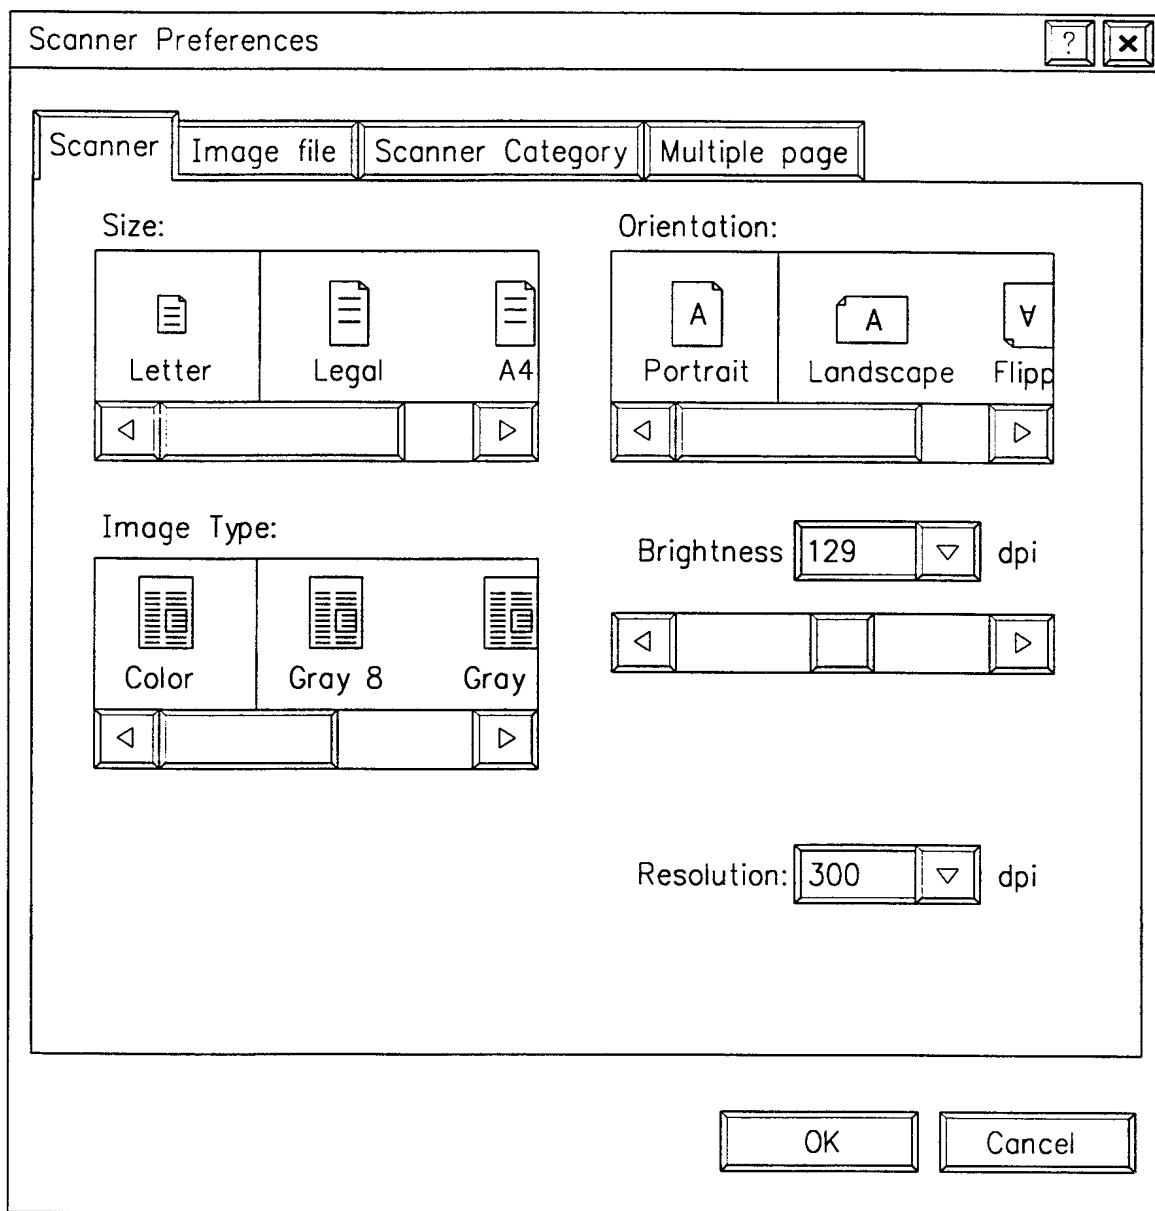 Scanner Preferences ?
Scanner Image file Scanner Category Multiple page
Size:
A
Letter Legal A4
Orientation:
A A A
Portrait Landscape Flipp
Image Type:
Color Gray 8 Gray
Brightness 129 dpi
Resolution: 300 dpi
OK Cancel